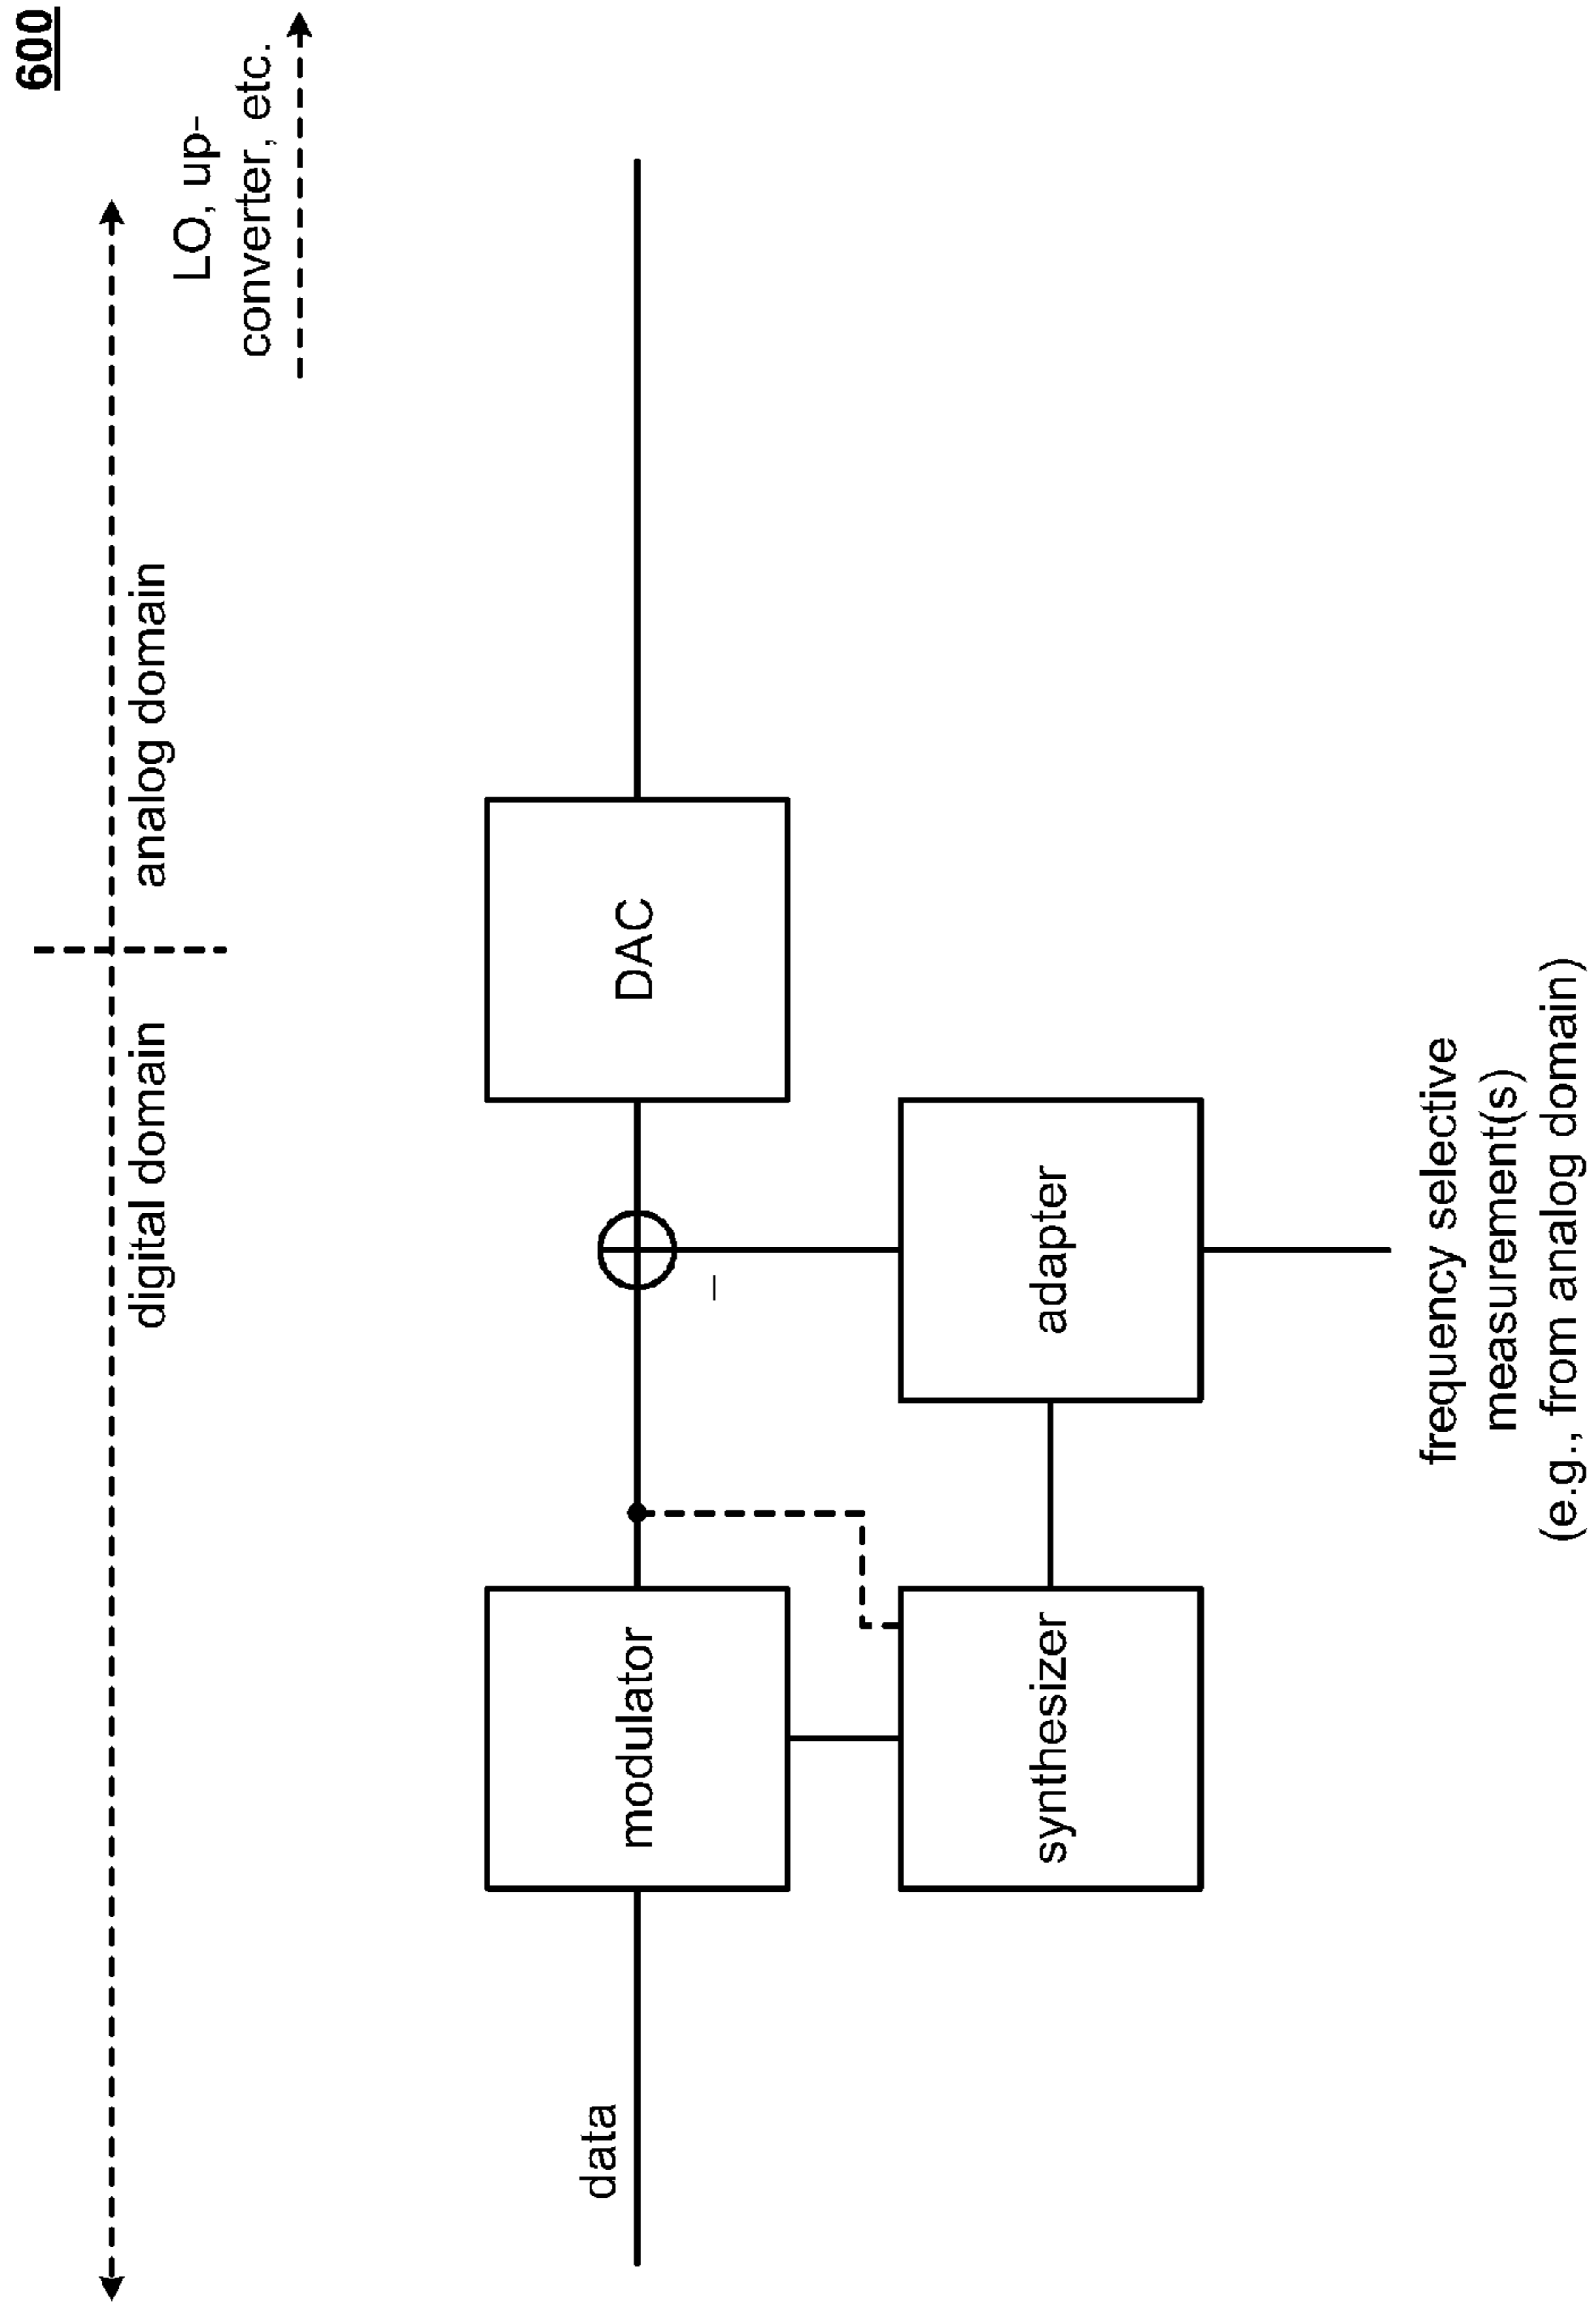 600
LO, up-
converter, etc.
digital domain
analog domain
data
modulator
DAC
–
synthesizer
adapter
frequency selective
measurement(s)
(e.g., from analog domain)